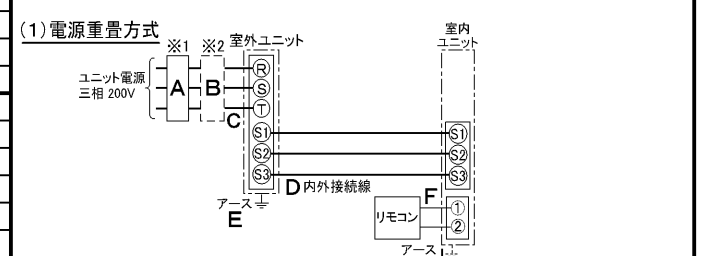 (1)電源重畳方式
※1 ※2 室外ユニット
室内
ユニット
ユニット電源
三相 200V
A
B
R
S
T
C
S1
S2
S3
S1
S2
S3
D 内外接続線
アース
E
リモコン
F
①
②
アース